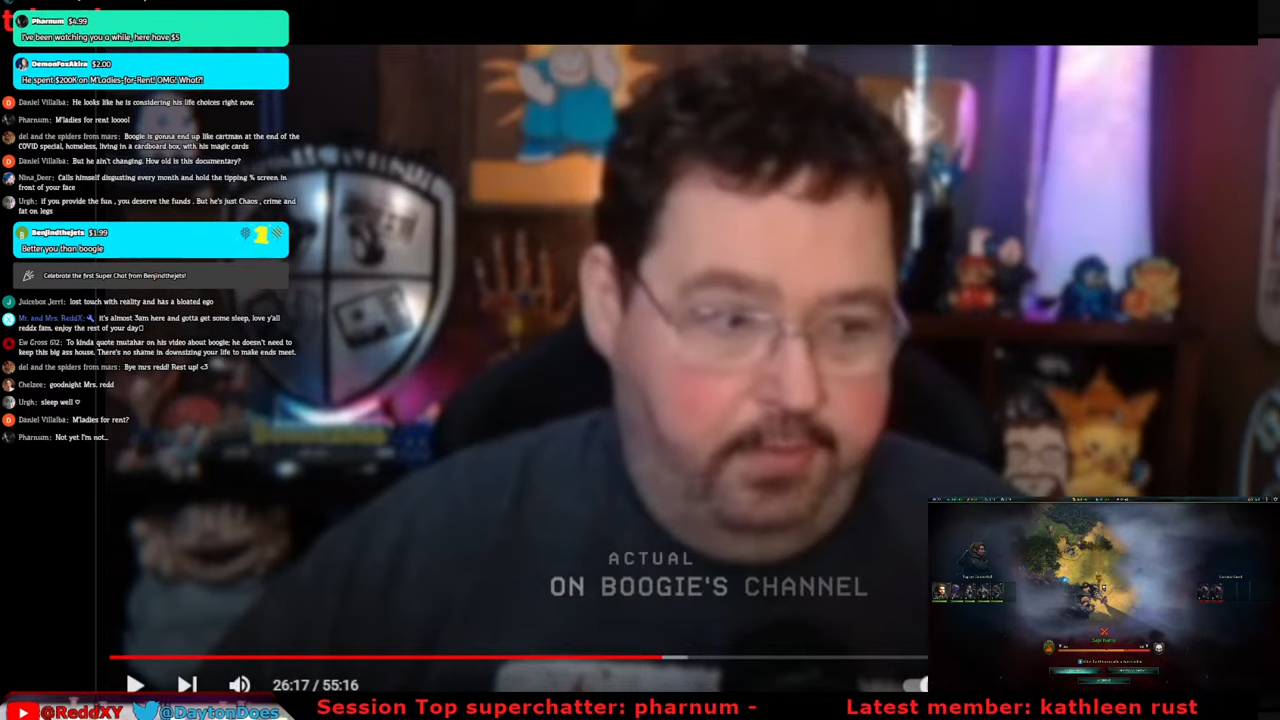 Pharnum $4.99
I've been watching you a while, here have $5
DemonFoxAkira $2.00
He spent $200K on M'Ladies-for-Rent! OMG! What?!
Daniel Villalba: He looks like he is considering his life choices right now.
Pharnum: M'ladies for rent looool
del and the spiders from mars: Boogie is gonna end up like cartman at the end of the
COVID special, homeless, living in a cardboard box, with his magic cards
Daniel Villalba: But he ain't changing. How old is this documentary?
Nina_Deer: Calls himself disgusting every month and hold the tipping % screen in
front of your face
Urgh: if you provide the fun , you deserve the funds . But he's just Chaos , crime and
fat on legs
Benjindthejets $1.99
Better you than boogie
Celebrate the first Super Chat from Benjindthejets!
Juicebox Jerrt: lost touch with reality and has a bloated ego
Mr. and Mrs. ReddX: it's almost 3am here and gotta get some sleep, love y'all
reddx fam, enjoy the rest of your day
Ew Gross 612: To kinda quote mutahar on his video about boogie; he doesn't need to
keep this big ass house. There's no shame in downsizing your life to make ends meet.
del and the spiders from mars: Bye mrs redd! Rest up! <3
Chelzee: goodnight Mrs. redd
Urgh: sleep well ♡
Daniel Villalba: M'ladies for rent?
Pharnum: Not yet I'm not...
ACTUAL
ON BOOGIE'S CHANNEL
26:17 / 55:16
@ReddXY @DaytonDoes Session Top superchatter: pharnum - Latest member: kathleen rust